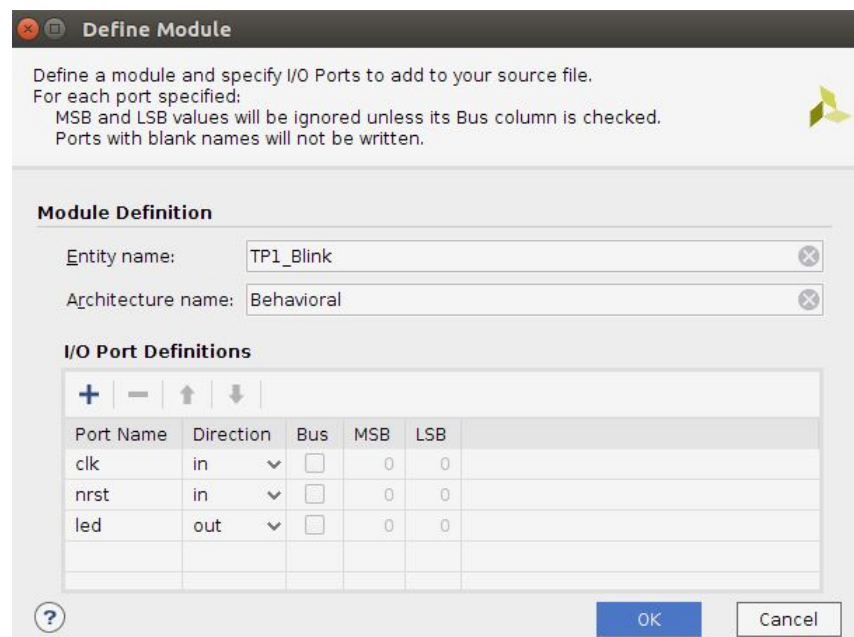 Define Module
Define a module and specify I/O Ports to add to your source file.
For each port specified:
MSB and LSB values will be ignored unless its Bus column is checked.
Ports with blank names will not be written.
Module Definition
Entity name: TP1_Blink
Architecture name: Behavioral
I/O Port Definitions
Port Name Direction Bus MSB LSB
clk in 0 0
nrst in 0 0
led out 0 0
? OK Cancel